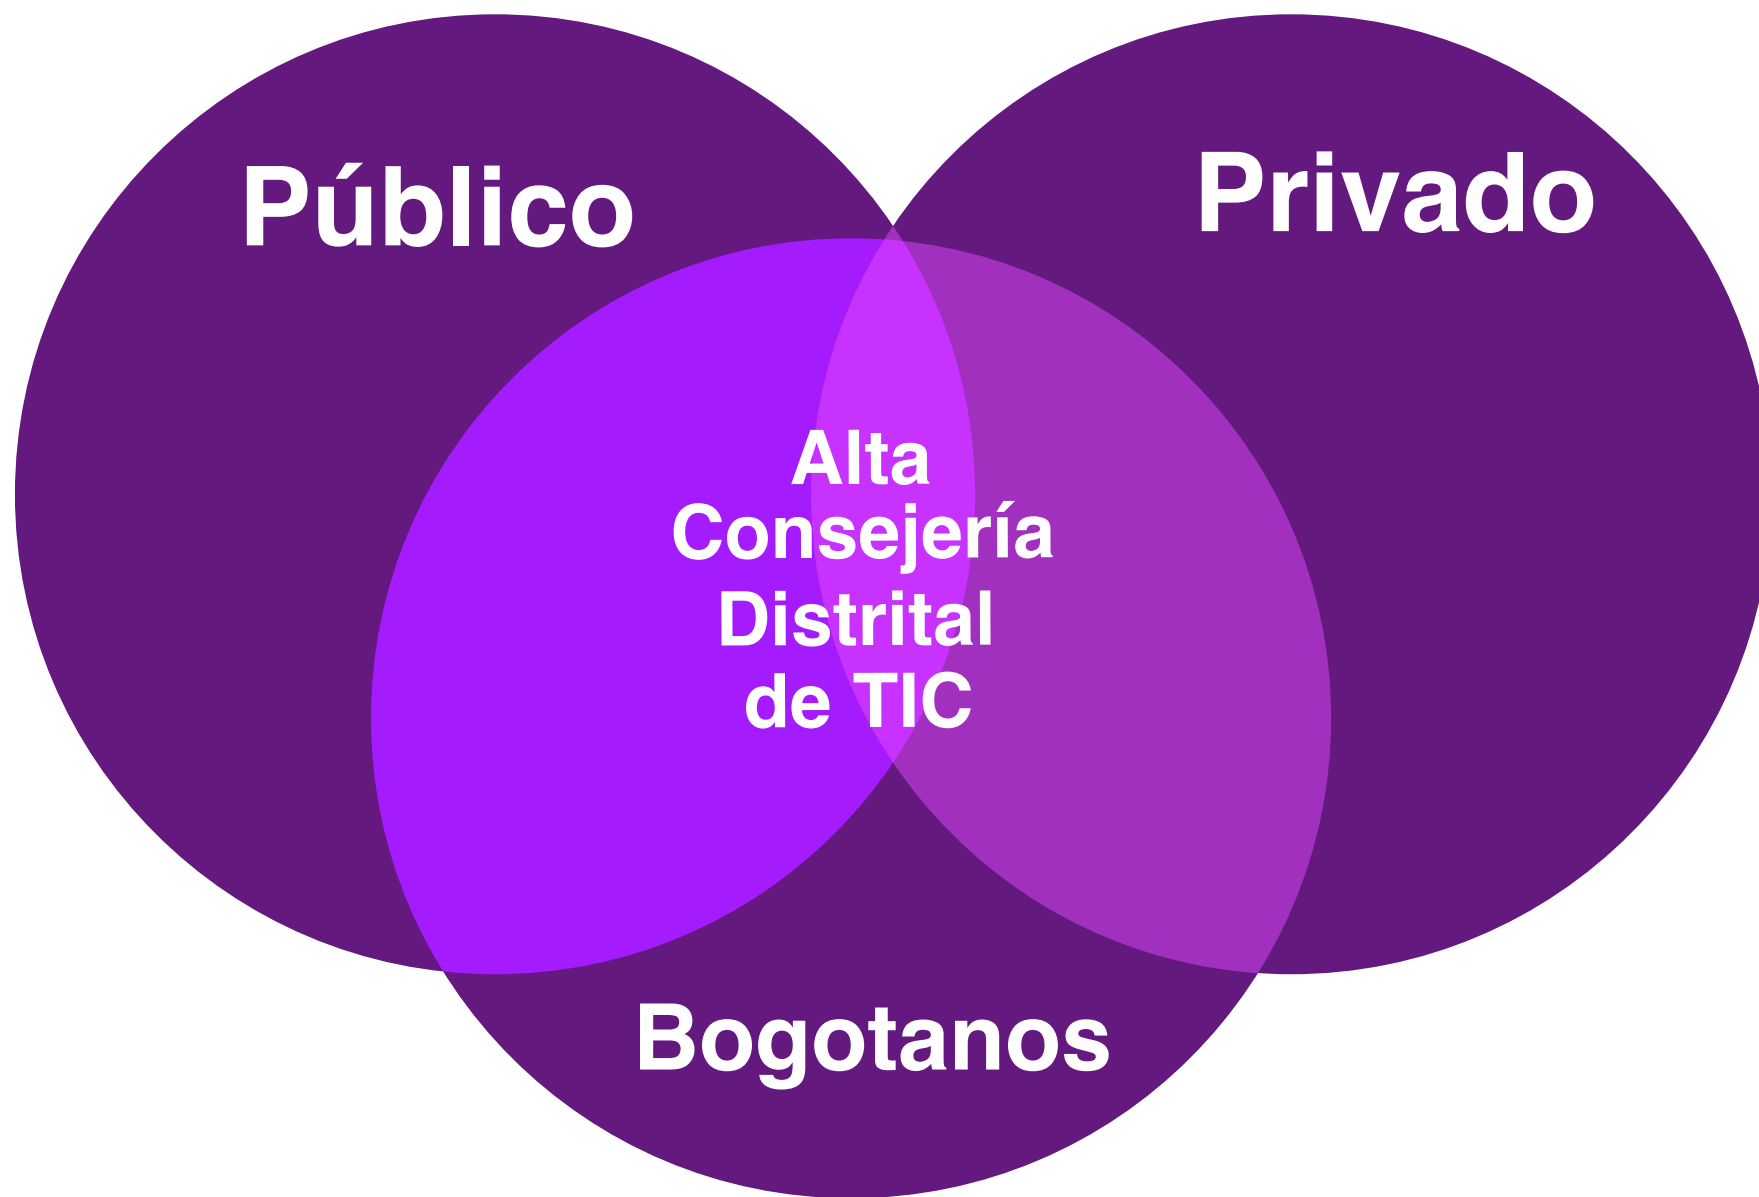 Público
Privado
Alta
Consejería
Distrital
de TIC
Bogotanos